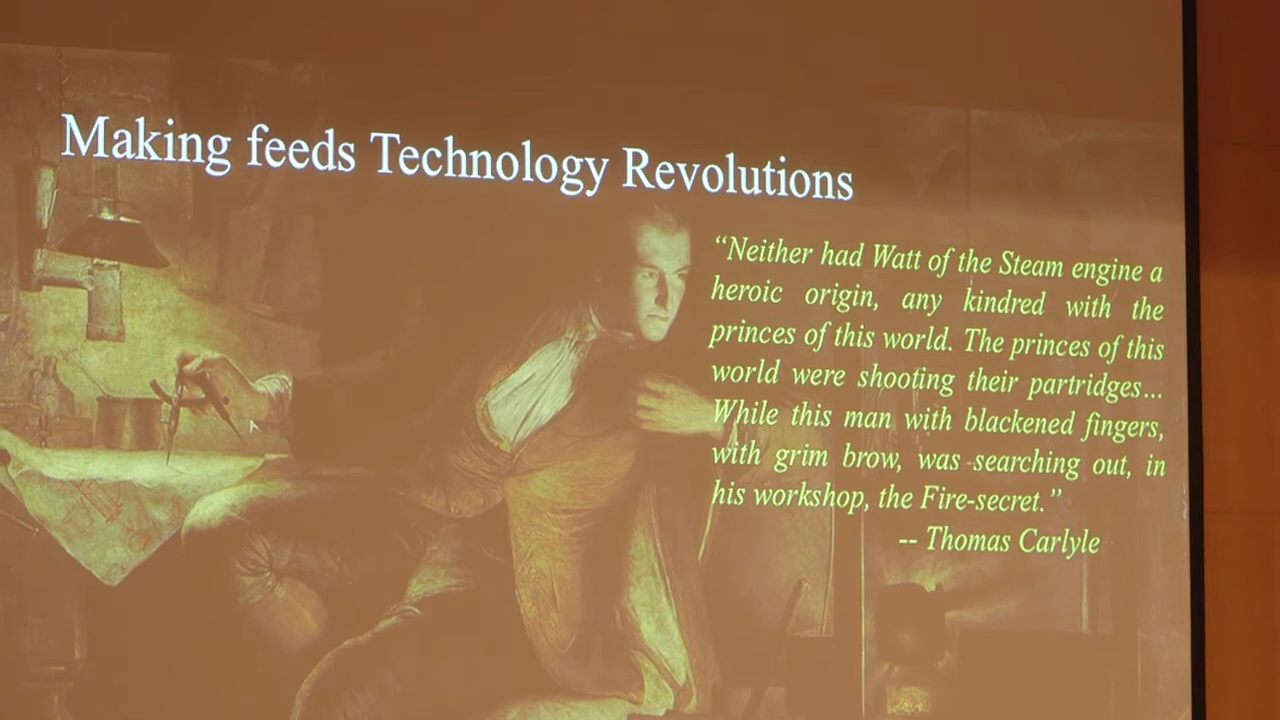 Making feeds Technology Revolutions
“Neither had Watt of the Steam engine a
heroic origin, any kindred with the
princes of this world. The princes of this
world were shooting their partridges...
While this man with blackened fingers,
with grim brow, was searching out, in
his workshop, the Fire-secret.”
-- Thomas Carlyle